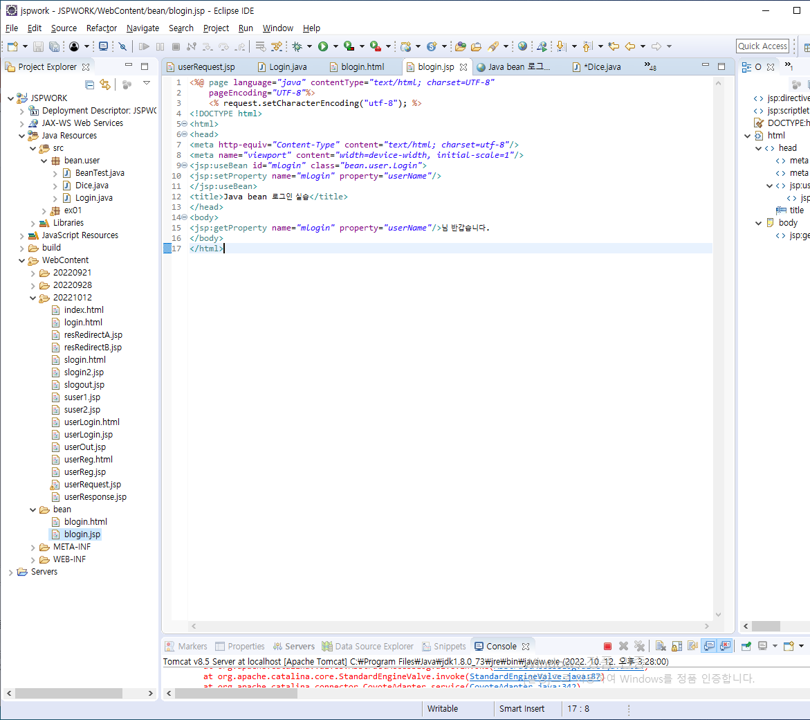 jspwork - JSPWORK/WebContent/bean/blogin.jsp - Eclipse IDE
File Edit Source Refactor Navigate Search Project Run Window Help
Quick Access
Project Explorer
userRequest.jsp Login.java blogin.html blogin.jsp Java bean 로그... *Dice.java »48
O »1
JSPWORK
Deployment Descriptor: JSPWC
JAX-WS Web Services
Java Resources
src
bean.user
BeanTest.java
Dice.java
Login.java
ex01
Libraries
JavaScript Resources
build
WebContent
20220921
20220928
20221012
index.html
login.html
resRedirectA.jsp
resRedirectB.jsp
slogin.html
slogin2.jsp
slogout.jsp
suser1.jsp
suser2.jsp
userLogin.html
userLogin.jsp
userOut.jsp
userReg.html
userReg.jsp
userRequest.jsp
userResponse.jsp
bean
blogin.html
blogin.jsp
META-INF
WEB-INF
Servers
1 <%@ page language="java" contentType="text/html; charset=UTF-8"
2 pageEncoding="UTF-8"%>
3 <% request.setCharacterEncoding("utf-8"); %>
4 <!DOCTYPE html>
5 <html>
6 <head>
7 <meta http-equiv="Content-Type" content="text/html; charset=utf-8"/>
8 <meta name="viewport" content="width=device-width, initial-scale=1"/>
9 <jsp:useBean id="mlogin" class="bean.user.Login">
10 <jsp:setProperty name="mlogin" property="userName"/>
11 </jsp:useBean>
12 <title>Java bean 로그인 실습</title>
13 </head>
14 <body>
15 <jsp:getProperty name="mlogin" property="userName"/>님 반갑습니다.
16 </body>
17 </html>
jsp:directive
jsp:scriptlet
DOCTYPE:h
html
head
meta
meta
jsp:us
jsp
title
body
jsp:ge
Markers Properties Servers Data Source Explorer Snippets Console
Tomcat v8.5 Server at localhost [Apache Tomcat] C:₩Program Files₩Java₩jdk1.8.0_73₩jre₩bin₩javaw.exe (2022. 10. 12. 오후 3:28:00)
at org.apache.catalina.core.StandardEngineValve.invoke(StandardEngineValve.java:87)
여 Windows를 정품 인증합니다.
at org.apache.catalina.connector.CoyoteAdapter.service(CoyoteAdapter.java:342)
Writable Smart Insert 17 : 8